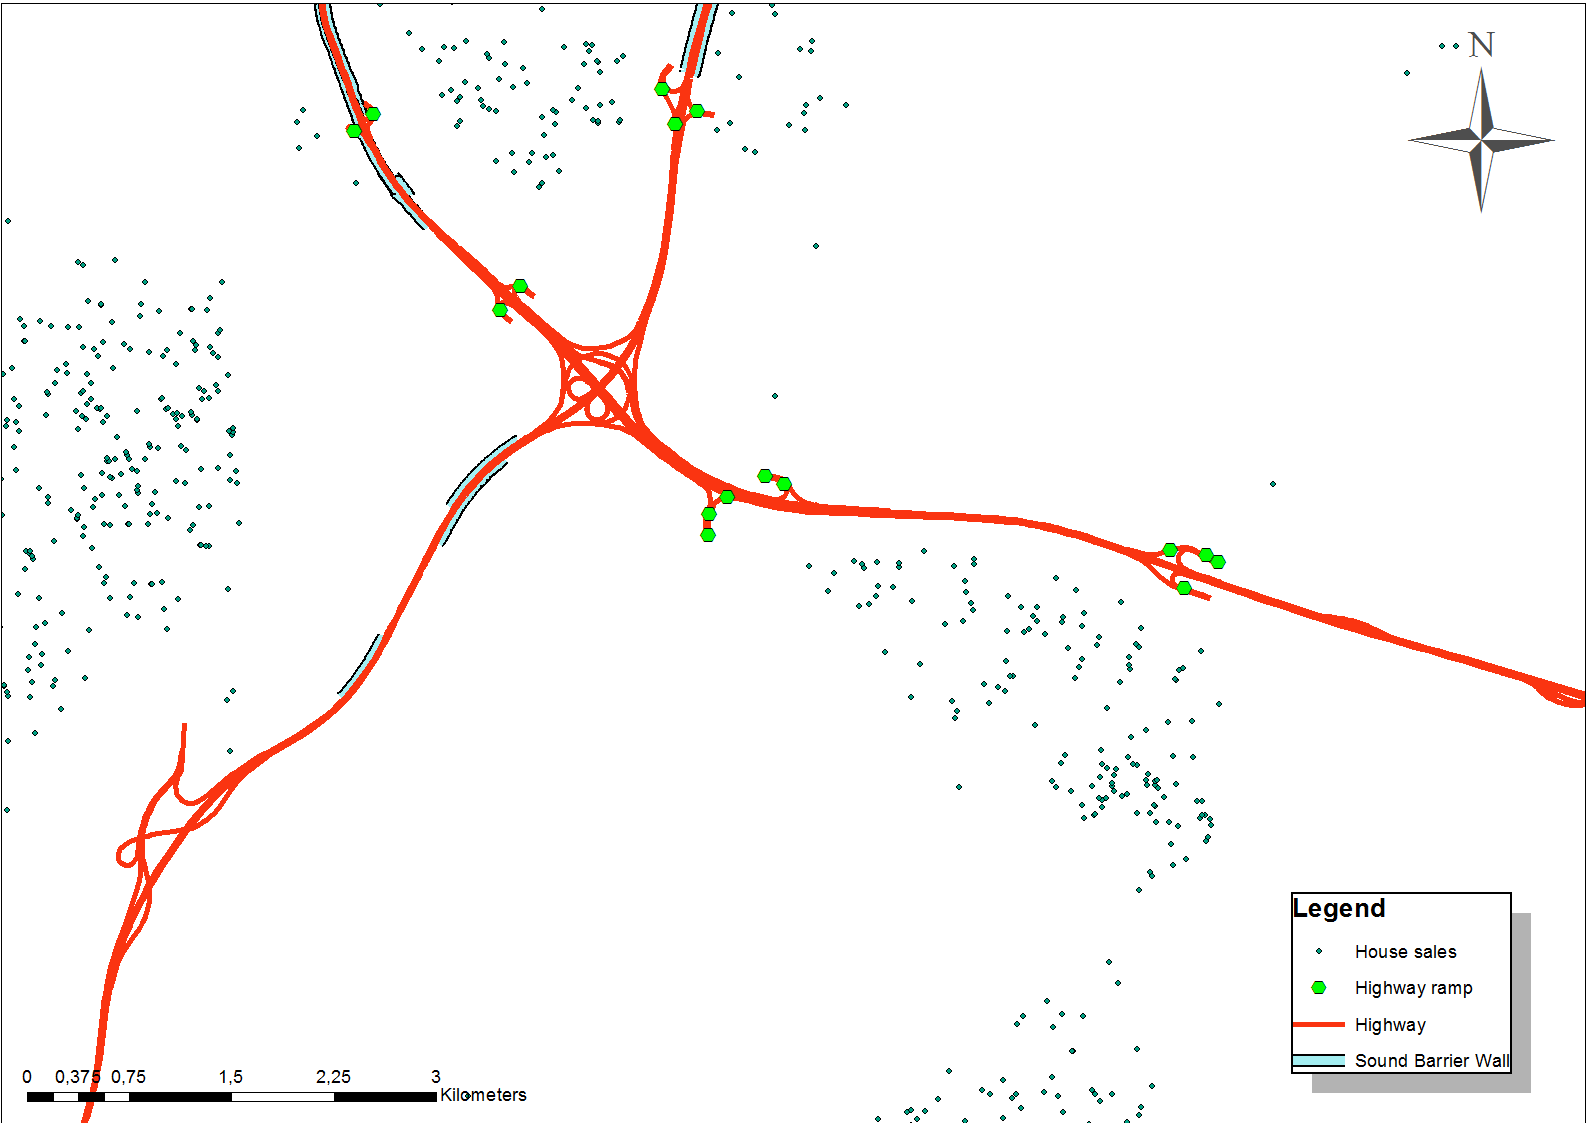 N
Legend
House sales
Highway ramp
Highway
Sound Barrier Wall
0 0,375 0,75 1,5 2,25 3
Kilometers